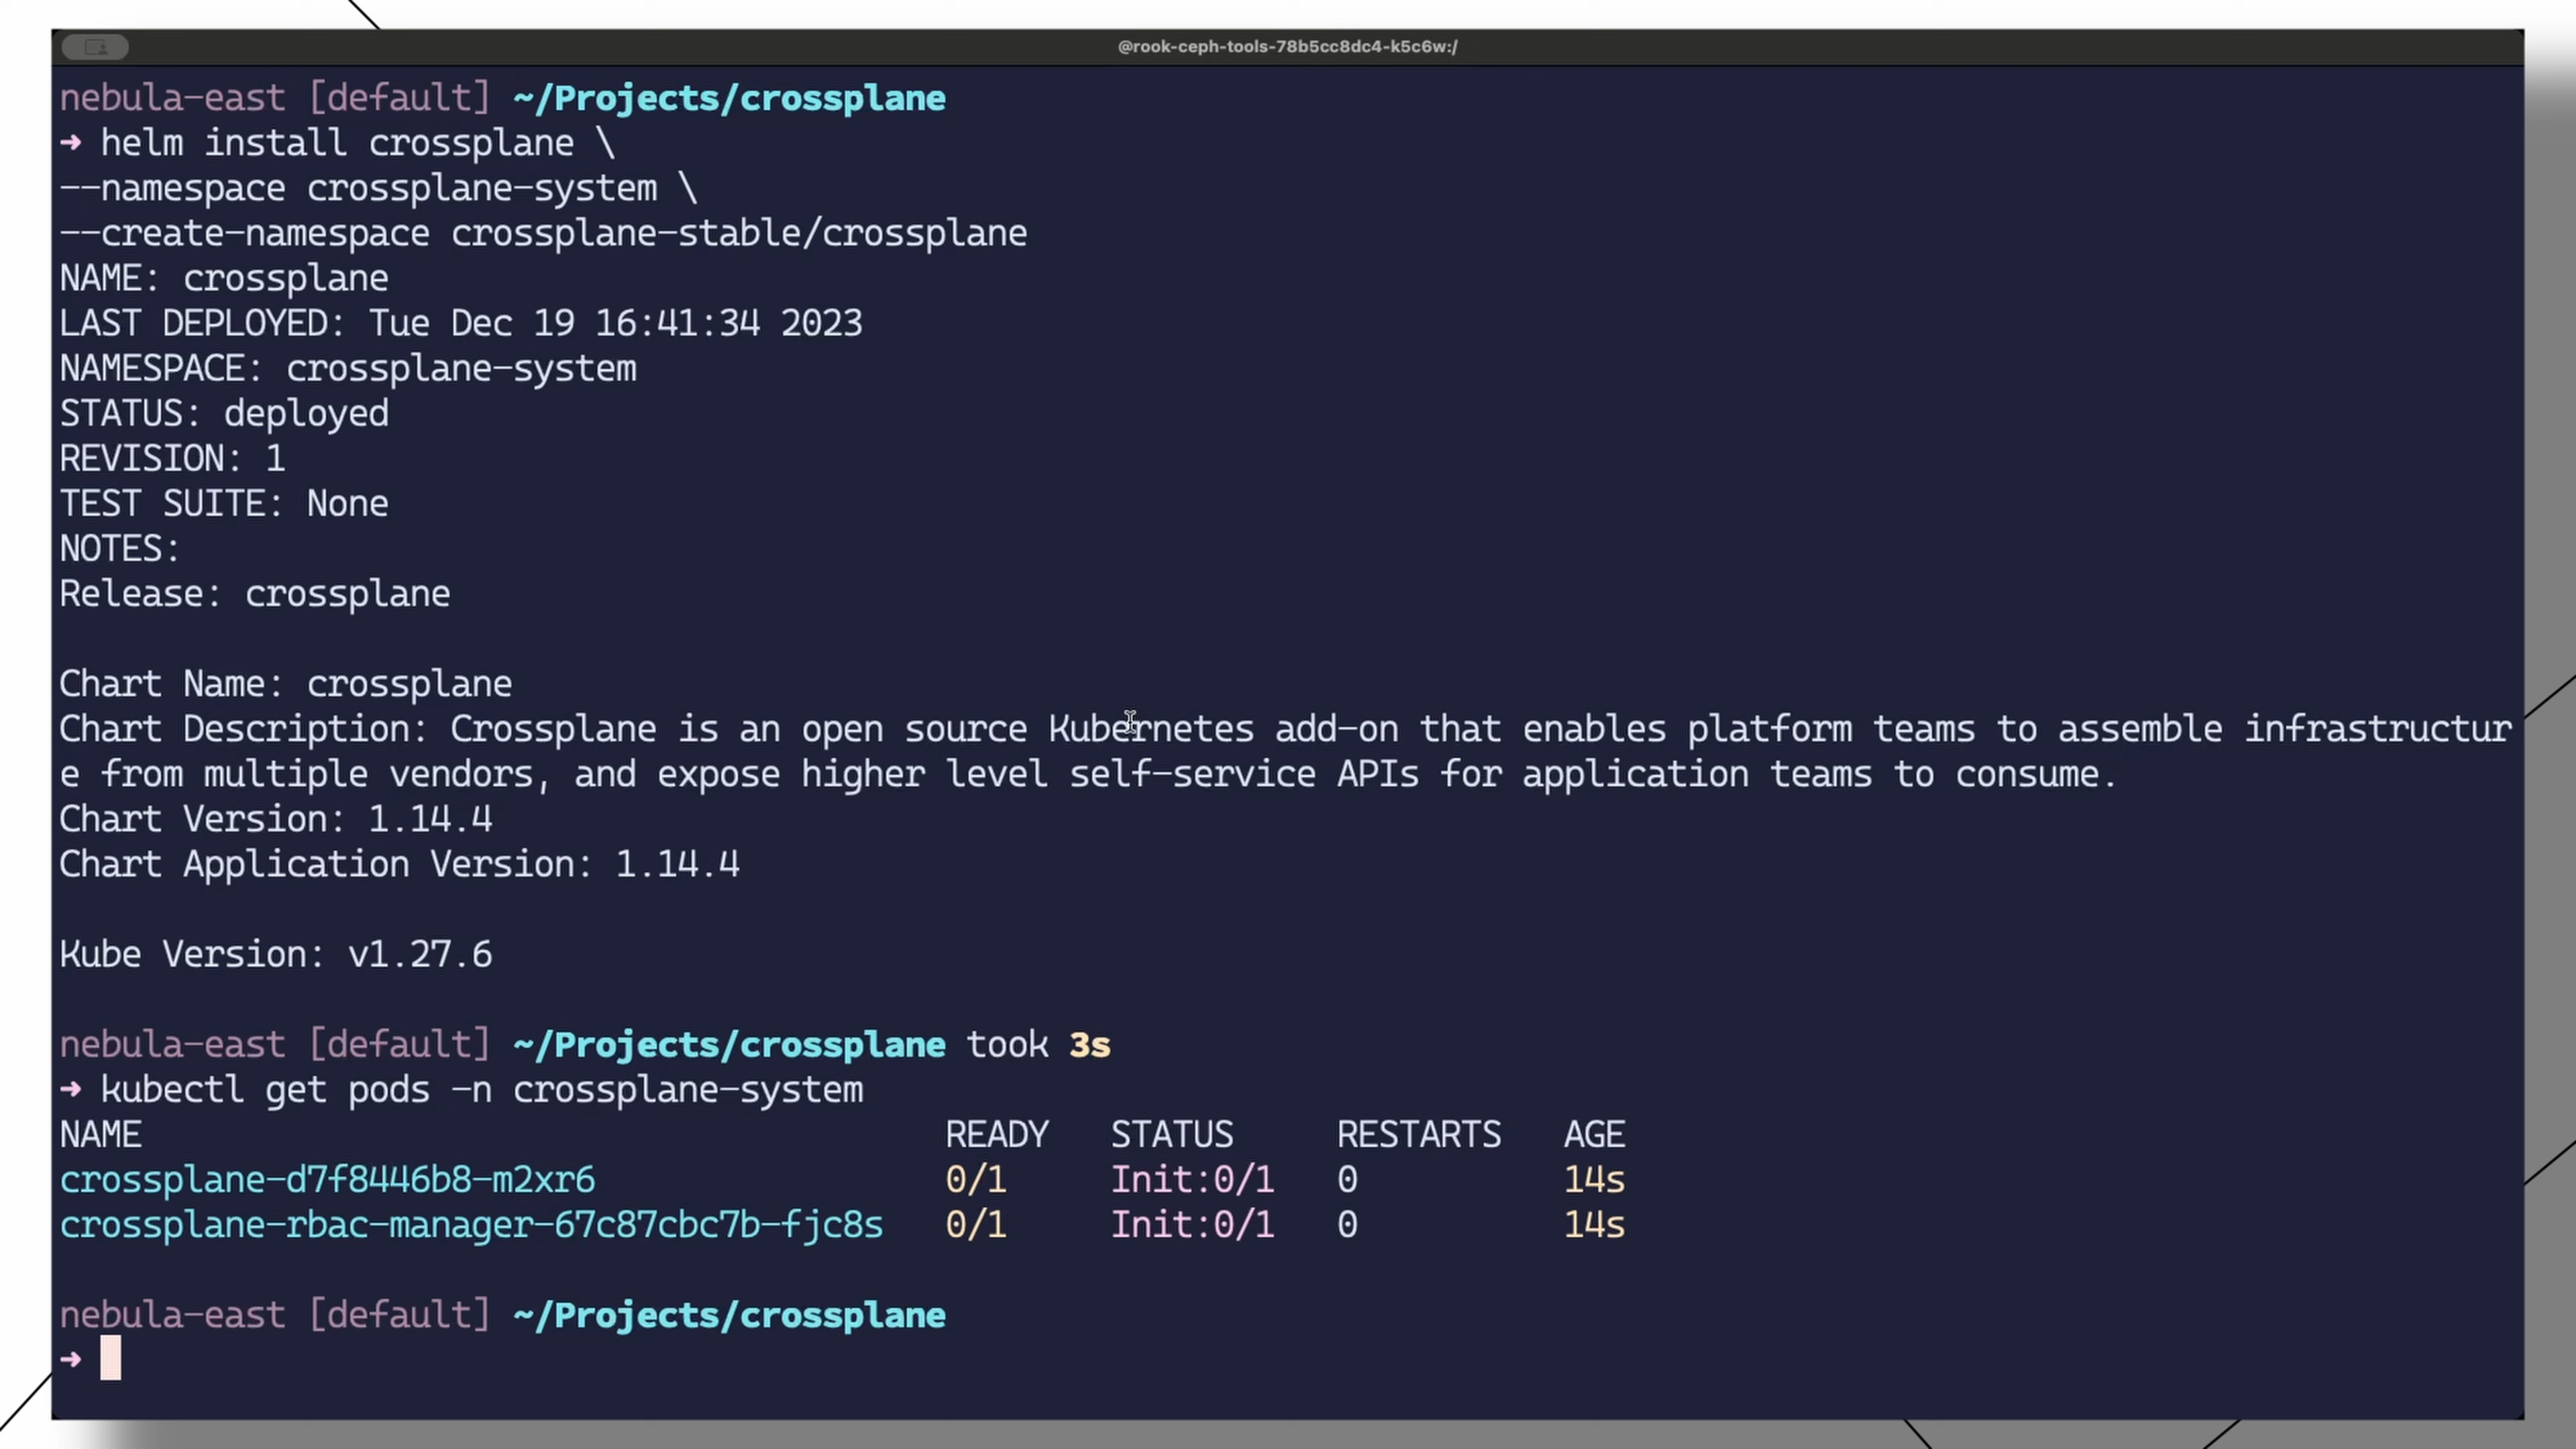 @rook-ceph-tools-78b5cc8dc4-k5c6w:/
nebula-east [default] ~/Projects/crossplane
➜ helm install crossplane \
--namespace crossplane-system \
--create-namespace crossplane-stable/crossplane
NAME: crossplane
LAST DEPLOYED: Tue Dec 19 16:41:34 2023
NAMESPACE: crossplane-system
STATUS: deployed
REVISION: 1
TEST SUITE: None
NOTES:
Release: crossplane
Chart Name: crossplane
Chart Description: Crossplane is an open source Kubernetes add-on that enables platform teams to assemble infrastructur
e from multiple vendors, and expose higher level self-service APIs for application teams to consume.
Chart Version: 1.14.4
Chart Application Version: 1.14.4
Kube Version: v1.27.6
nebula-east [default] ~/Projects/crossplane took 3s
➜ kubectl get pods -n crossplane-system
NAME READY STATUS RESTARTS AGE
crossplane-d7f8446b8-m2xr6 0/1 Init:0/1 0 14s
crossplane-rbac-manager-67c87cbc7b-fjc8s 0/1 Init:0/1 0 14s
nebula-east [default] ~/Projects/crossplane
➜